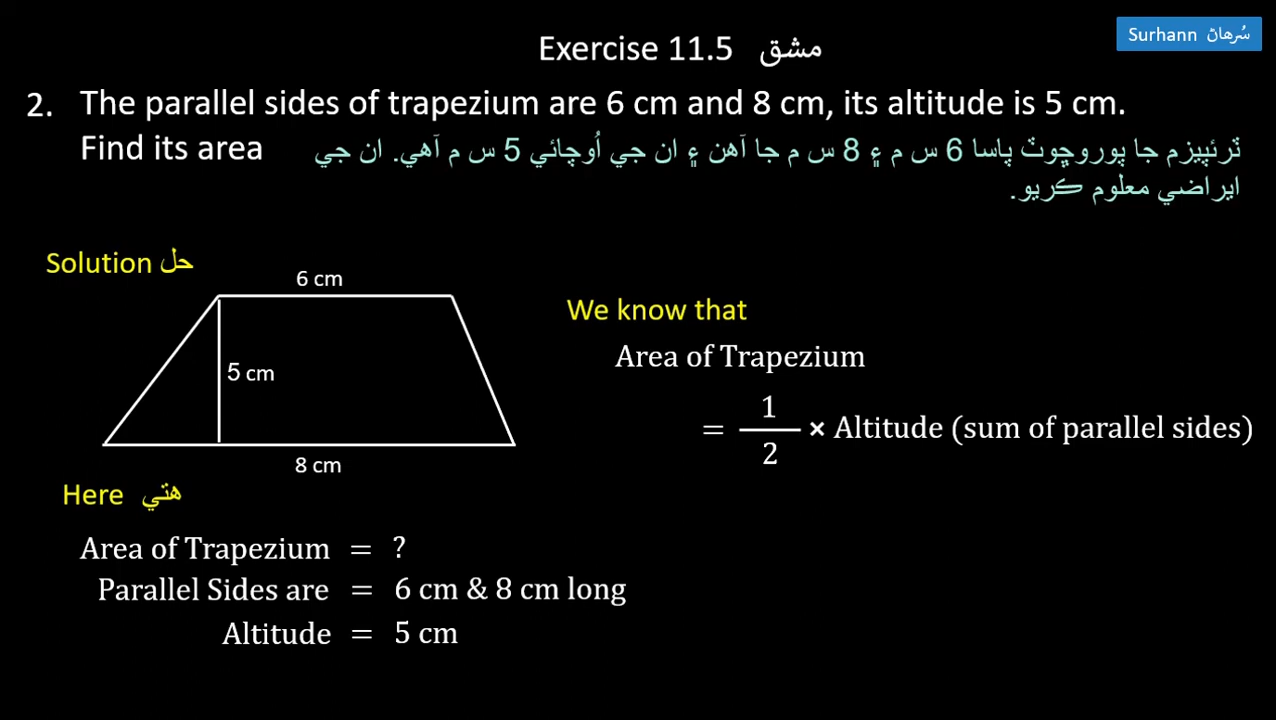 Surhann سُرهاڻ
Exercise 11.5 مشق
2. The parallel sides of trapezium are 6 cm and 8 cm, its altitude is 5 cm.
Find its area
ٽرئپيزم جا پوروڇوٽ پاسا 6 س م ۽ 8 س م جا آهن ۽ ان جي اُوچائي 5 س م آهي. ان جي
ايراضي معلوم ڪريو.
Solution حل
6 cm
5 cm
8 cm
We know that
Area of Trapezium
= 1/2 × Altitude (sum of parallel sides)
Here هتي
Area of Trapezium = ?
Parallel Sides are = 6 cm & 8 cm long
Altitude = 5 cm